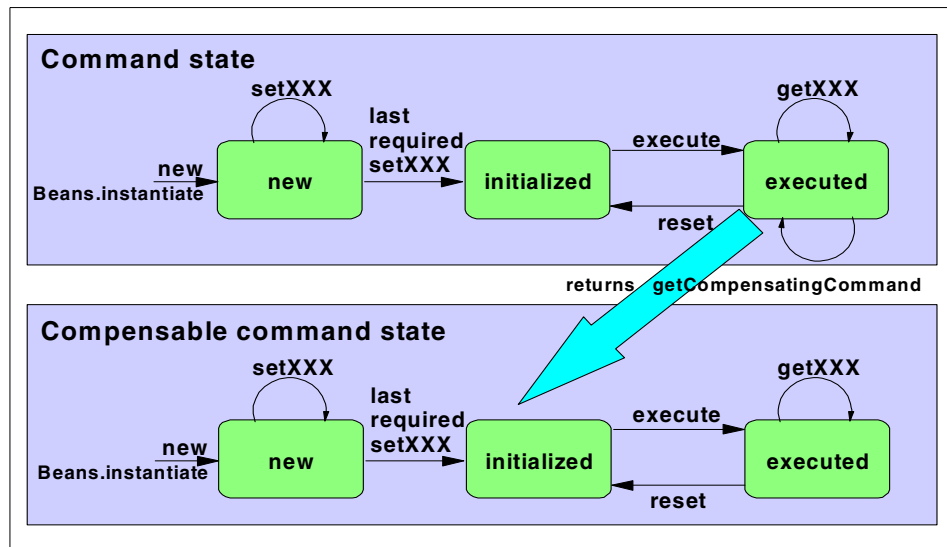 Command state
setXXX
getXXX
last
required
setXXX
execute
new
Beans.instantiate
new
initialized
executed
reset
returns getCompensatingCommand
Compensable command state
setXXX
getXXX
last
required
setXXX
execute
new
Beans.instantiate
new
initialized
executed
reset